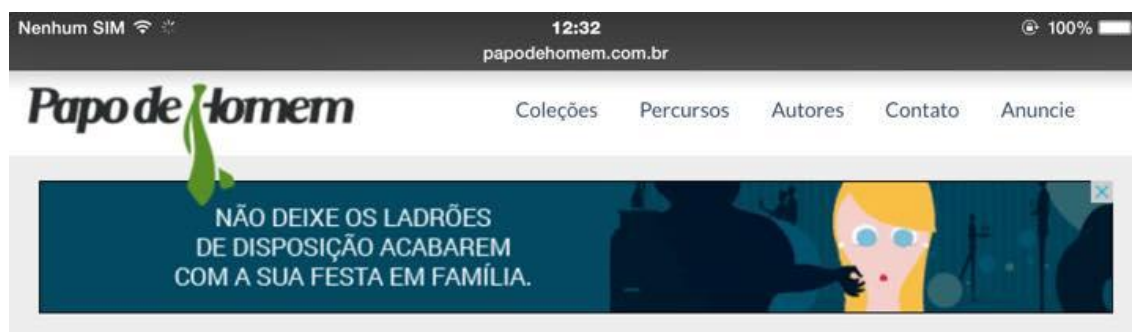 Nenhum SIM 12:32 100%
papodehomem.com.br
Papo de Homem Coleções Percursos Autores Contato Anuncie
NÃO DEIXE OS LADRÕES
DE DISPOSIÇÃO ACABAREM
COM A SUA FESTA EM FAMÍLIA.